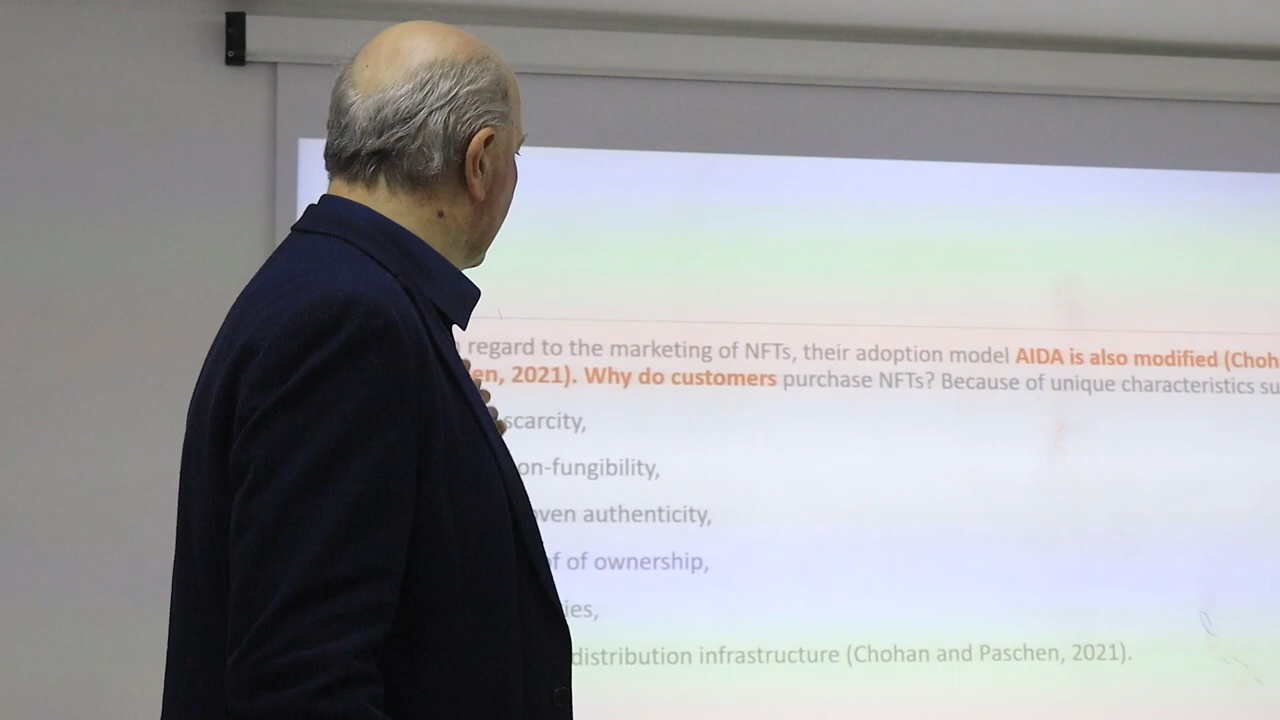 regard to the marketing of NFTs, their adoption model AIDA is also modified (Choh
en, 2021). Why do customers purchase NFTs? Because of unique characteristics su
scarcity,
on-fungibility,
ven authenticity,
of ownership,
ies,
distribution infrastructure (Chohan and Paschen, 2021).